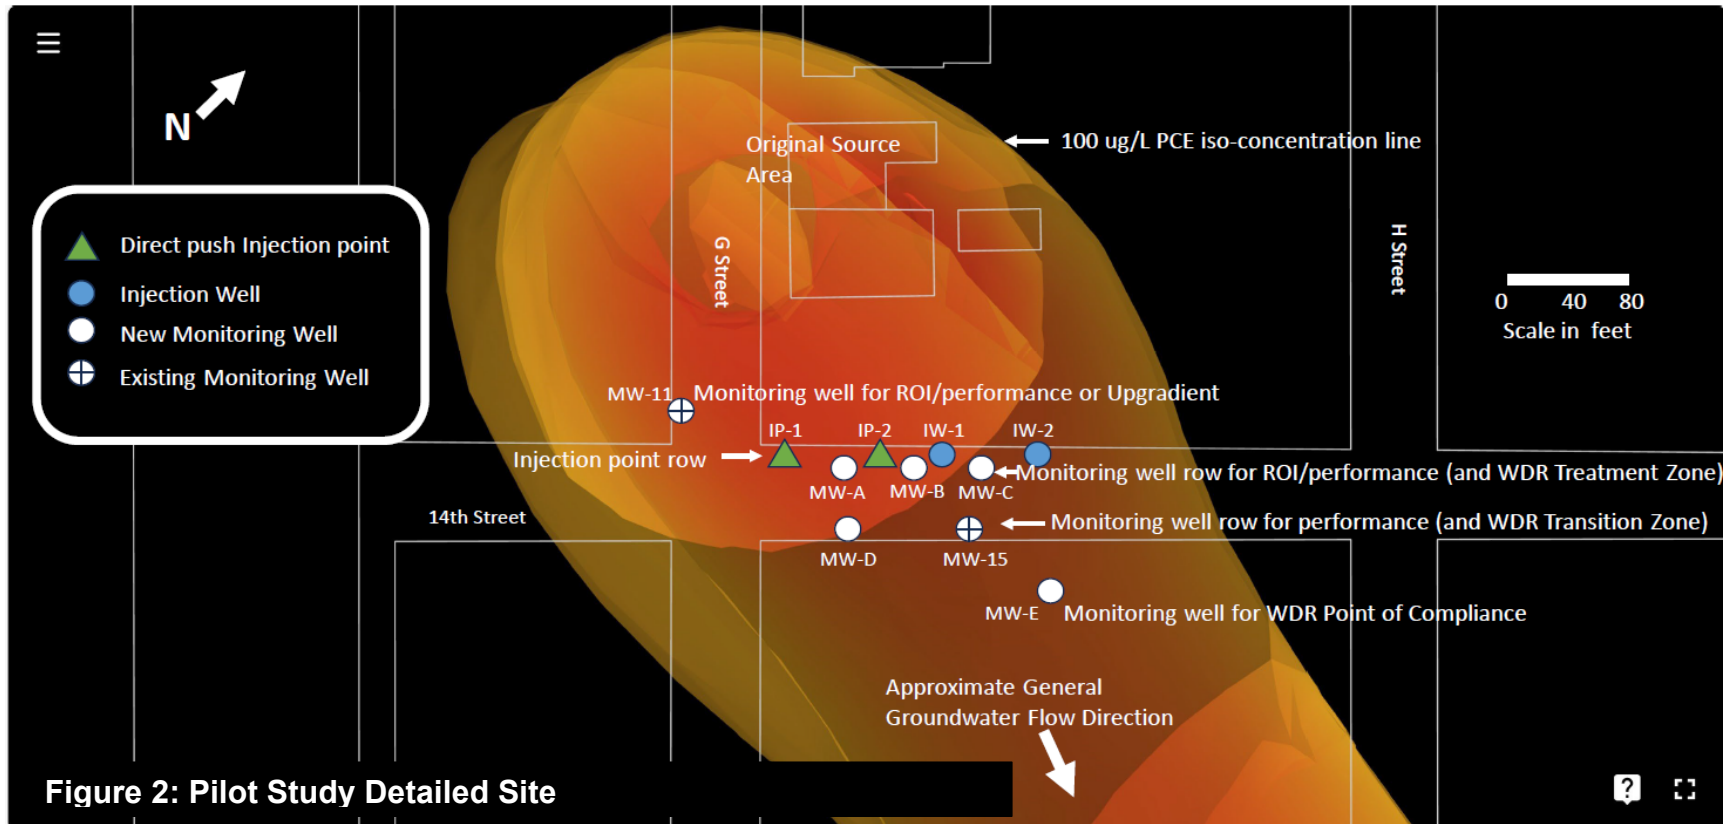 N
Original Source
Area
100 ug/L PCE iso-concentration line
Direct push Injection point
Injection Well
New Monitoring Well
Existing Monitoring Well
G Street
H Street
0 40 80
Scale in feet
MW-11
Monitoring well for ROI/performance or Upgradient
IP-1
IP-2
IW-1
IW-2
Injection point row
Monitoring well row for ROI/performance (and WDR Treatment Zone)
MW-A
MW-B
MW-C
14th Street
Monitoring well row for performance (and WDR Transition Zone)
MW-D
MW-15
MW-E
Monitoring well for WDR Point of Compliance
Approximate General
Groundwater Flow Direction
Figure 2: Pilot Study Detailed Site
?